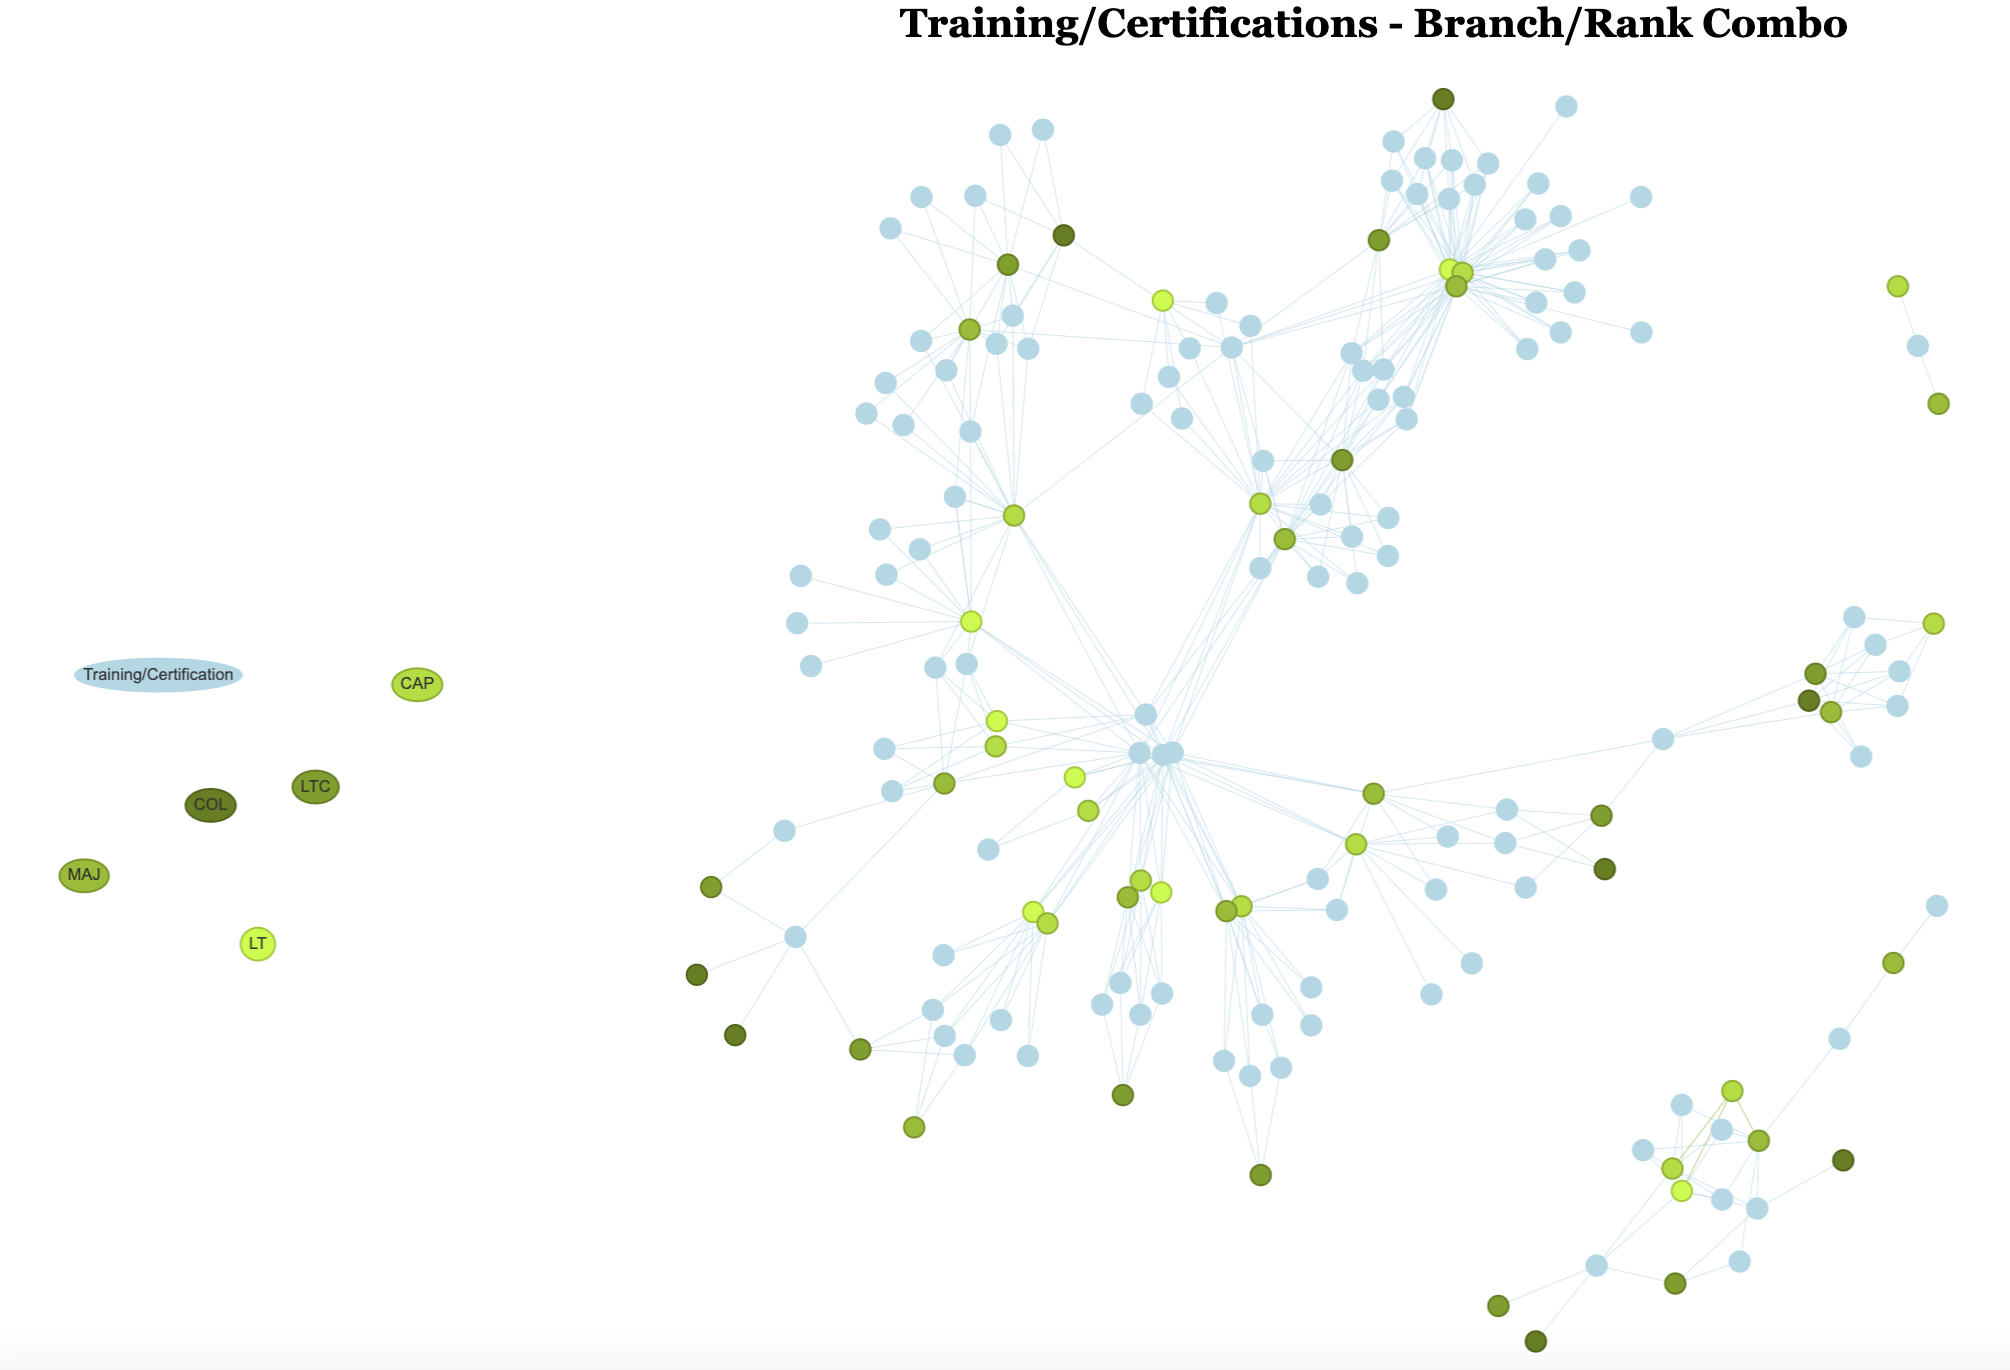 Training/Certifications - Branch/Rank Combo
Training/Certification
CAP
LTC
COL
MAJ
LT